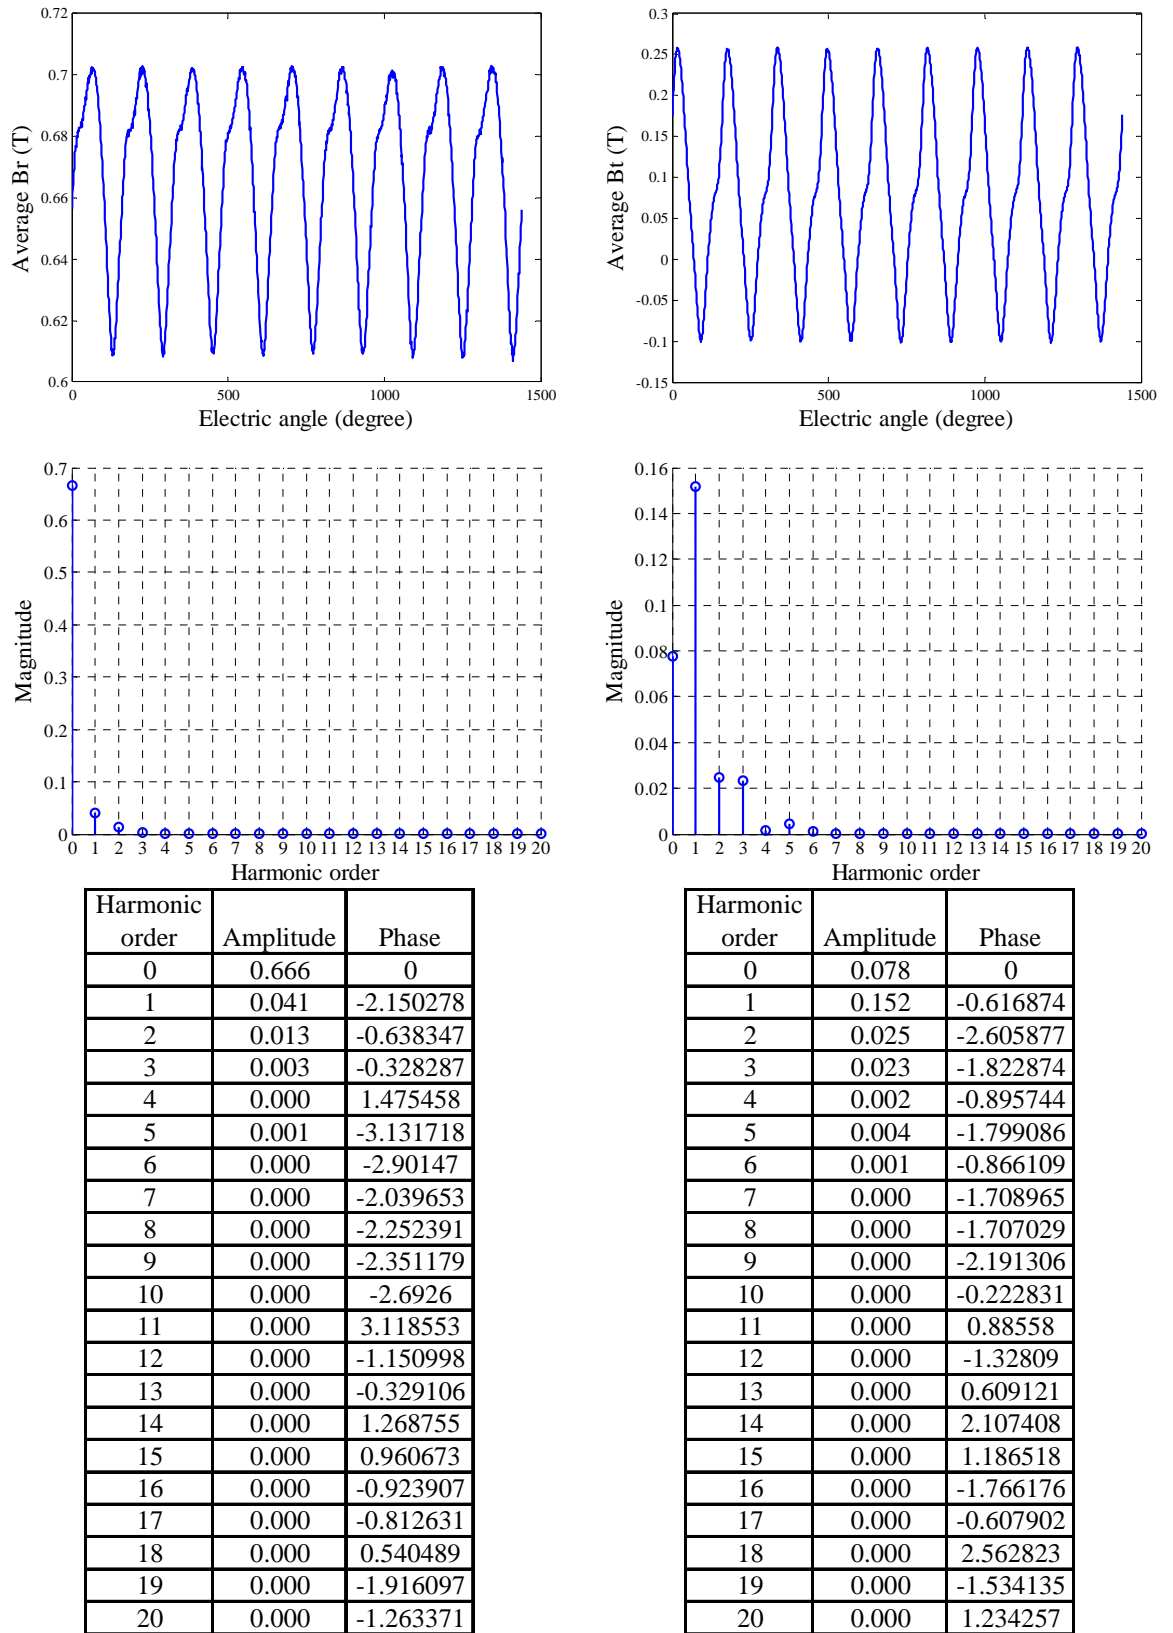 0.72
0.7
0.68
0.66
0.64
0.62
0.6
Average Br (T)
0 500 1000 1500
Electric angle (degree)
0.3
0.25
0.2
0.15
0.1
0.05
0
-0.05
-0.1
-0.15
Average Bt (T)
0 500 1000 1500
Electric angle (degree)
0.7
0.6
0.5
0.4
0.3
0.2
0.1
0
Magnitude
0 1 2 3 4 5 6 7 8 9 10 11 12 13 14 15 16 17 18 19 20
Harmonic order
0.16
0.14
0.12
0.1
0.08
0.06
0.04
0.02
0
Magnitude
0 1 2 3 4 5 6 7 8 9 10 11 12 13 14 15 16 17 18 19 20
Harmonic order
Harmonic
order Amplitude Phase
0 0.666 0
1 0.041 -2.150278
2 0.013 -0.638347
3 0.003 -0.328287
4 0.000 1.475458
5 0.001 -3.131718
6 0.000 -2.90147
7 0.000 -2.039653
8 0.000 -2.252391
9 0.000 -2.351179
10 0.000 -2.6926
11 0.000 3.118553
12 0.000 -1.150998
13 0.000 -0.329106
14 0.000 1.268755
15 0.000 0.960673
16 0.000 -0.923907
17 0.000 -0.812631
18 0.000 0.540489
19 0.000 -1.916097
20 0.000 -1.263371
Harmonic
order Amplitude Phase
0 0.078 0
1 0.152 -0.616874
2 0.025 -2.605877
3 0.023 -1.822874
4 0.002 -0.895744
5 0.004 -1.799086
6 0.001 -0.866109
7 0.000 -1.708965
8 0.000 -1.707029
9 0.000 -2.191306
10 0.000 -0.222831
11 0.000 0.88558
12 0.000 -1.32809
13 0.000 0.609121
14 0.000 2.107408
15 0.000 1.186518
16 0.000 -1.766176
17 0.000 -0.607902
18 0.000 2.562823
19 0.000 -1.534135
20 0.000 1.234257